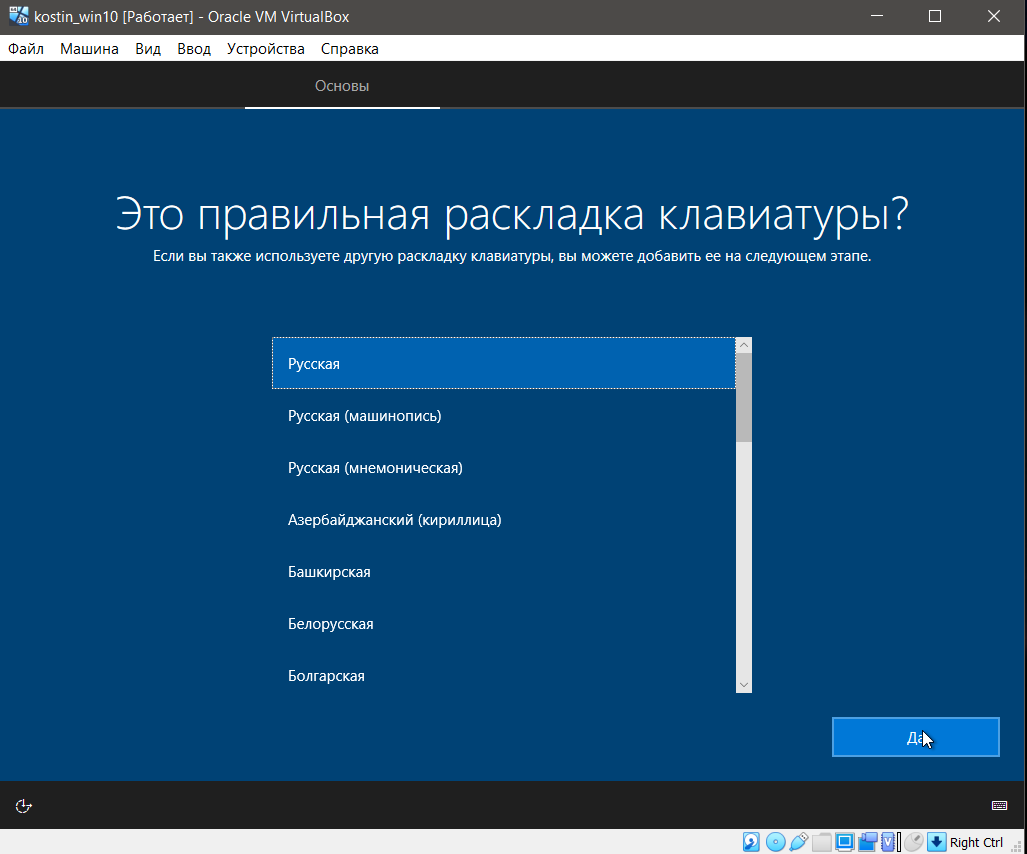 kostin_win10 [Работает] - Oracle VM VirtualBox
Файл Машина Вид Ввод Устройства Справка
Основы
Это правильная раскладка клавиатуры?
Если вы также используете другую раскладку клавиатуры, вы можете добавить ее на следующем этапе.
Русская
Русская (машинопись)
Русская (мнемоническая)
Азербайджанский (кириллица)
Башкирская
Белорусская
Болгарская
Да
Right Ctrl